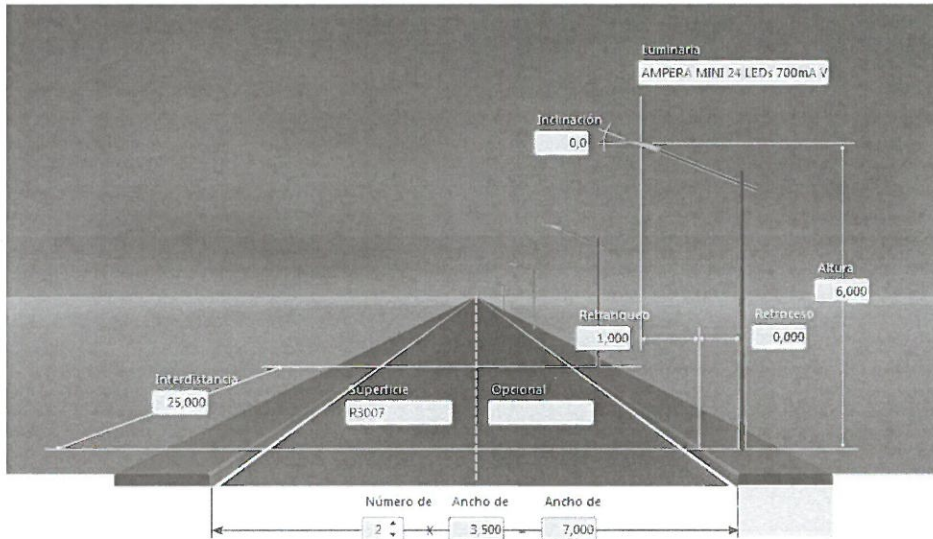 Luminaria
AMPERA MINI 24 LEDs 700mA V
Inclinación
0,0
Altura
6,000
Retranqueo
1,000
Retroceso
0,000
Interdistancia
25,000
Superficie
R3007
Opcional
Número de
2
x
Ancho de
3,500
=
Ancho de
7,000